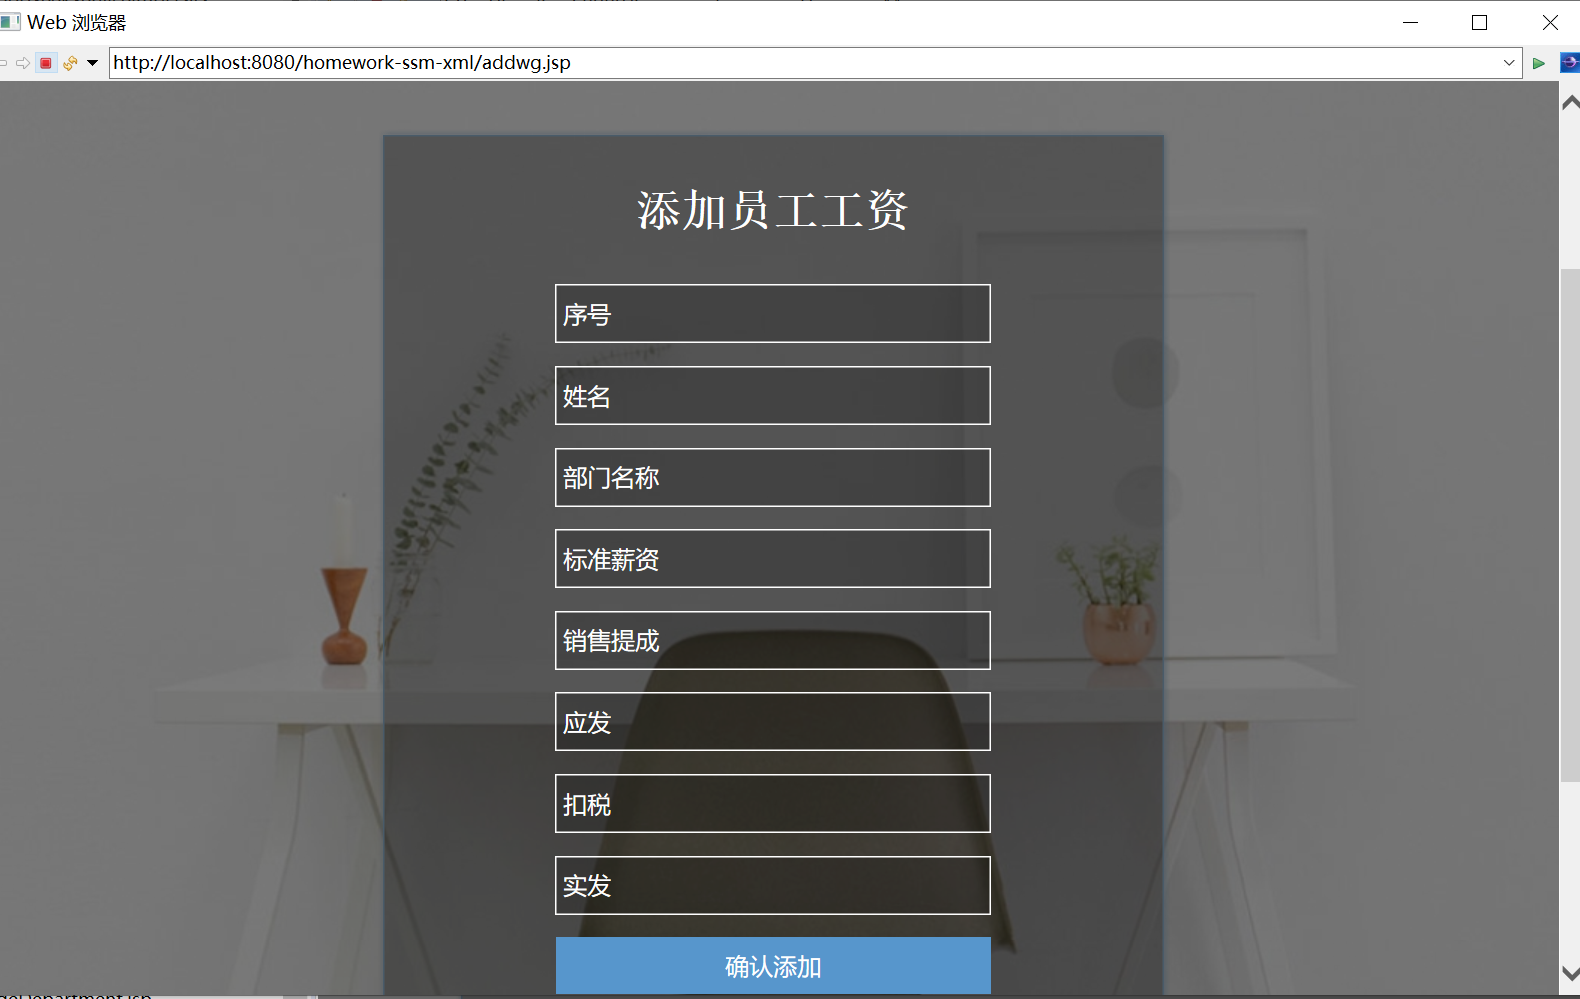 Web 浏览器
http://localhost:8080/homework-ssm-xml/addwg.jsp
添加员工工资
序号
姓名
部门名称
标准薪资
销售提成
应发
扣税
实发
确认添加